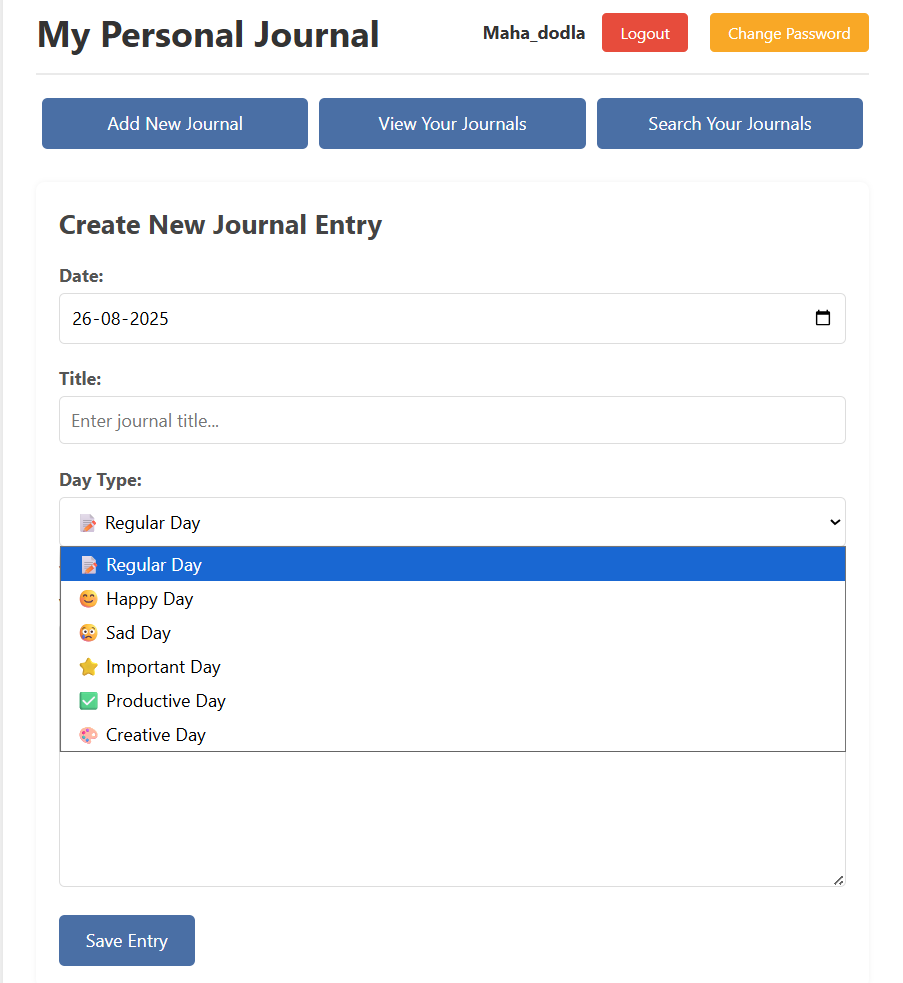 My Personal Journal
Maha_dodla Logout Change Password
Add New Journal View Your Journals Search Your Journals
Create New Journal Entry
Date:
26-08-2025
Title:
Enter journal title...
Day Type:
📝 Regular Day
📝 Regular Day
😊 Happy Day
😢 Sad Day
⭐ Important Day
✅ Productive Day
🎨 Creative Day
Save Entry